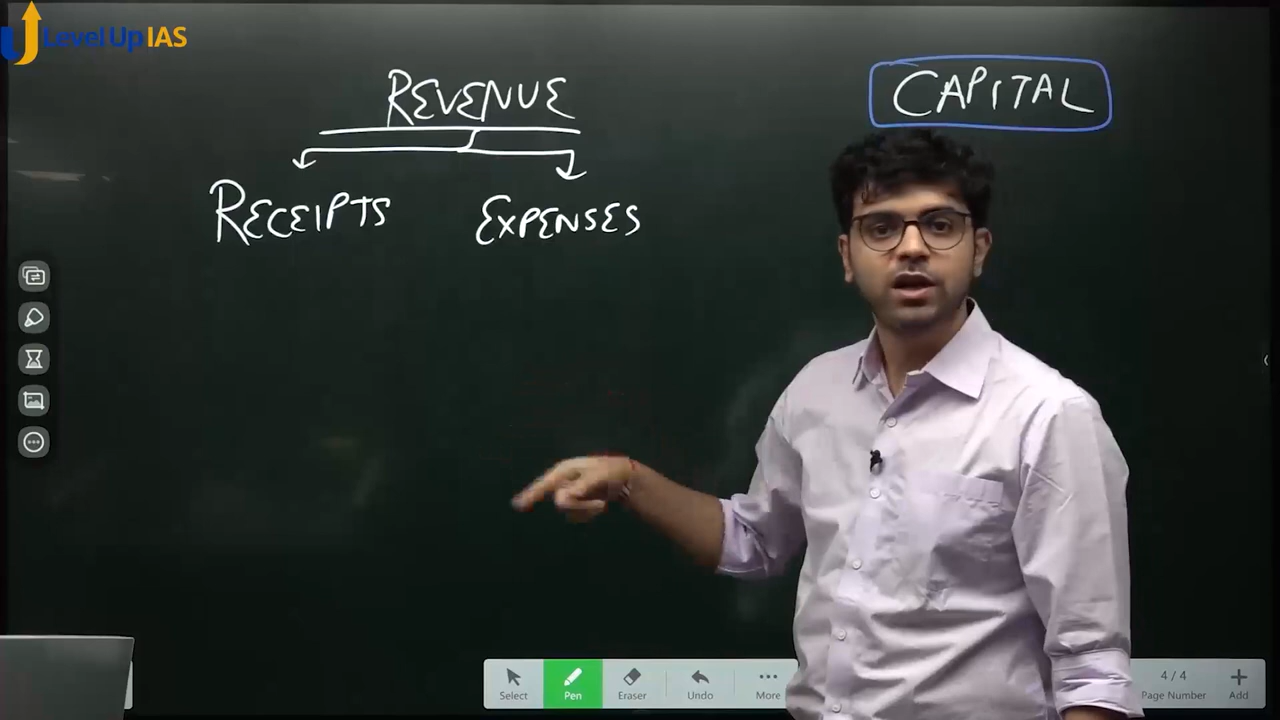 Level Up IAS
REVENUE
CAPITAL
RECEIPTS EXPENSES
Select Pen Eraser Undo More
4 / 4
Page Number Add